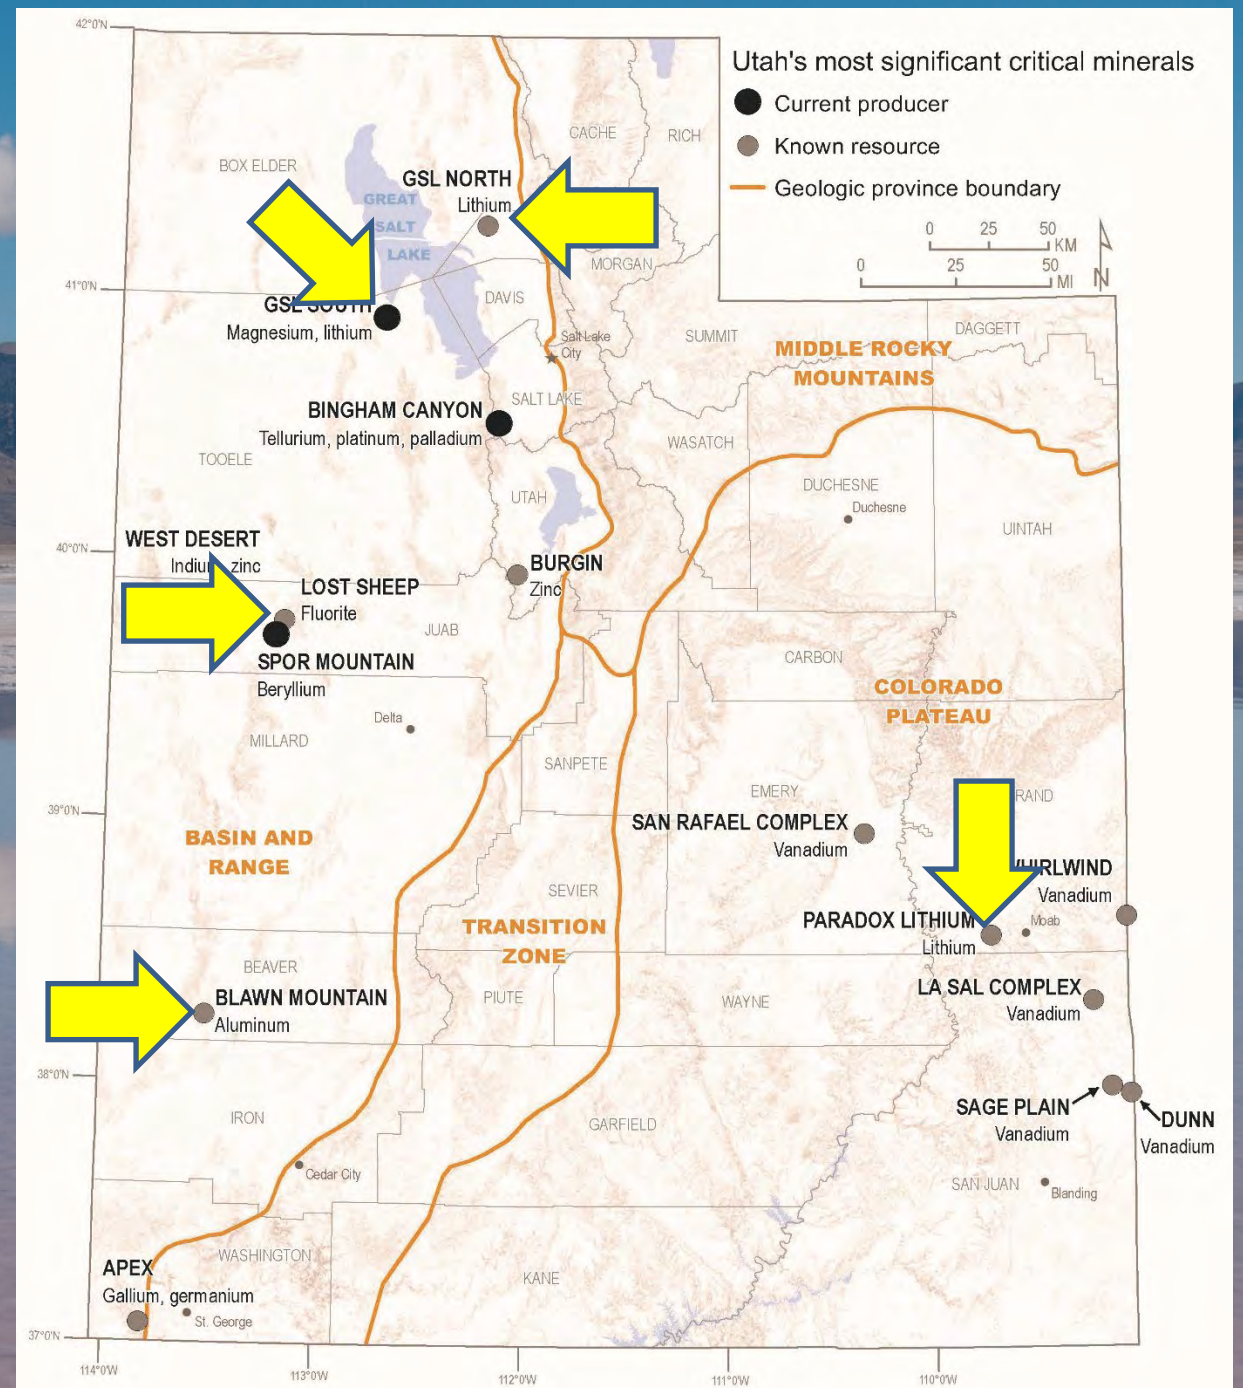 42°0'N
Utah's most significant critical minerals
Current producer
Known resource
Geologic province boundary
0 25 50
KM
0 25 50
MI
N
CACHE
RICH
BOX ELDER
GSL NORTH
Lithium
GREAT
SALT
LAKE
MORGAN
41°0'N
DAVIS
GSL SOUTH
Magnesium, lithium
Salt Lake
City
SUMMIT
DAGGETT
MIDDLE ROCKY
MOUNTAINS
SALT LAKE
BINGHAM CANYON
Tellurium, platinum, palladium
WASATCH
TOOELE
DUCHESNE
Duchesne
UTAH
UINTAH
40°0'N
WEST DESERT
Indium, zinc
BURGIN
Zinc
LOST SHEEP
Fluorite
JUAB
SPOR MOUNTAIN
Beryllium
CARBON
COLORADO
PLATEAU
Delta
MILLARD
SANPETE
EMERY
RAND
39°0'N
SAN RAFAEL COMPLEX
Vanadium
BASIN AND
RANGE
HIRLWIND
Vanadium
SEVIER
PARADOX LITHIUM
Lithium
Moab
TRANSITION
ZONE
BEAVER
BLAWN MOUNTAIN
Aluminum
PIUTE
WAYNE
LA SAL COMPLEX
Vanadium
38°0'N
IRON
GARFIELD
SAGE PLAIN
Vanadium
DUNN
Vanadium
Cedar City
SAN JUAN
Blanding
WASHINGTON
APEX
Gallium, germanium
KANE
St. George
37°0'N
114°0'W
113°0'W
112°0'W
111°0'W
110°0'W